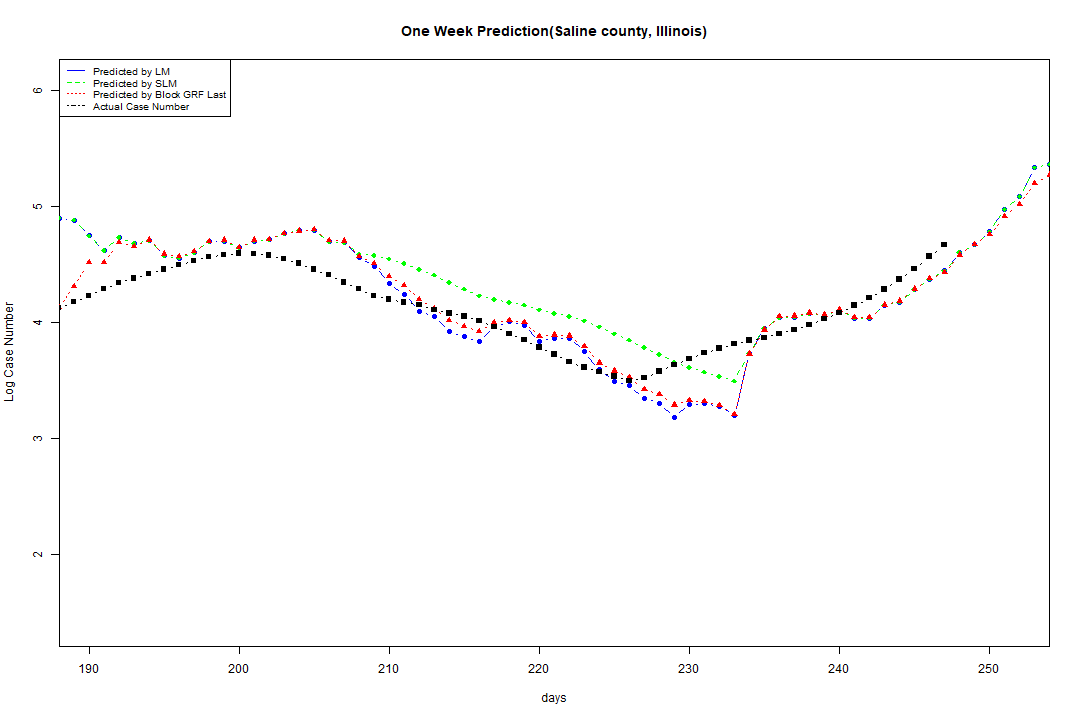 One Week Prediction(Saline county, Illinois)
Predicted by LM
Predicted by SLM
Predicted by Block GRF Last
Actual Case Number
6
5
4
3
2
Log Case Number
190 200 210 220 230 240 250
days